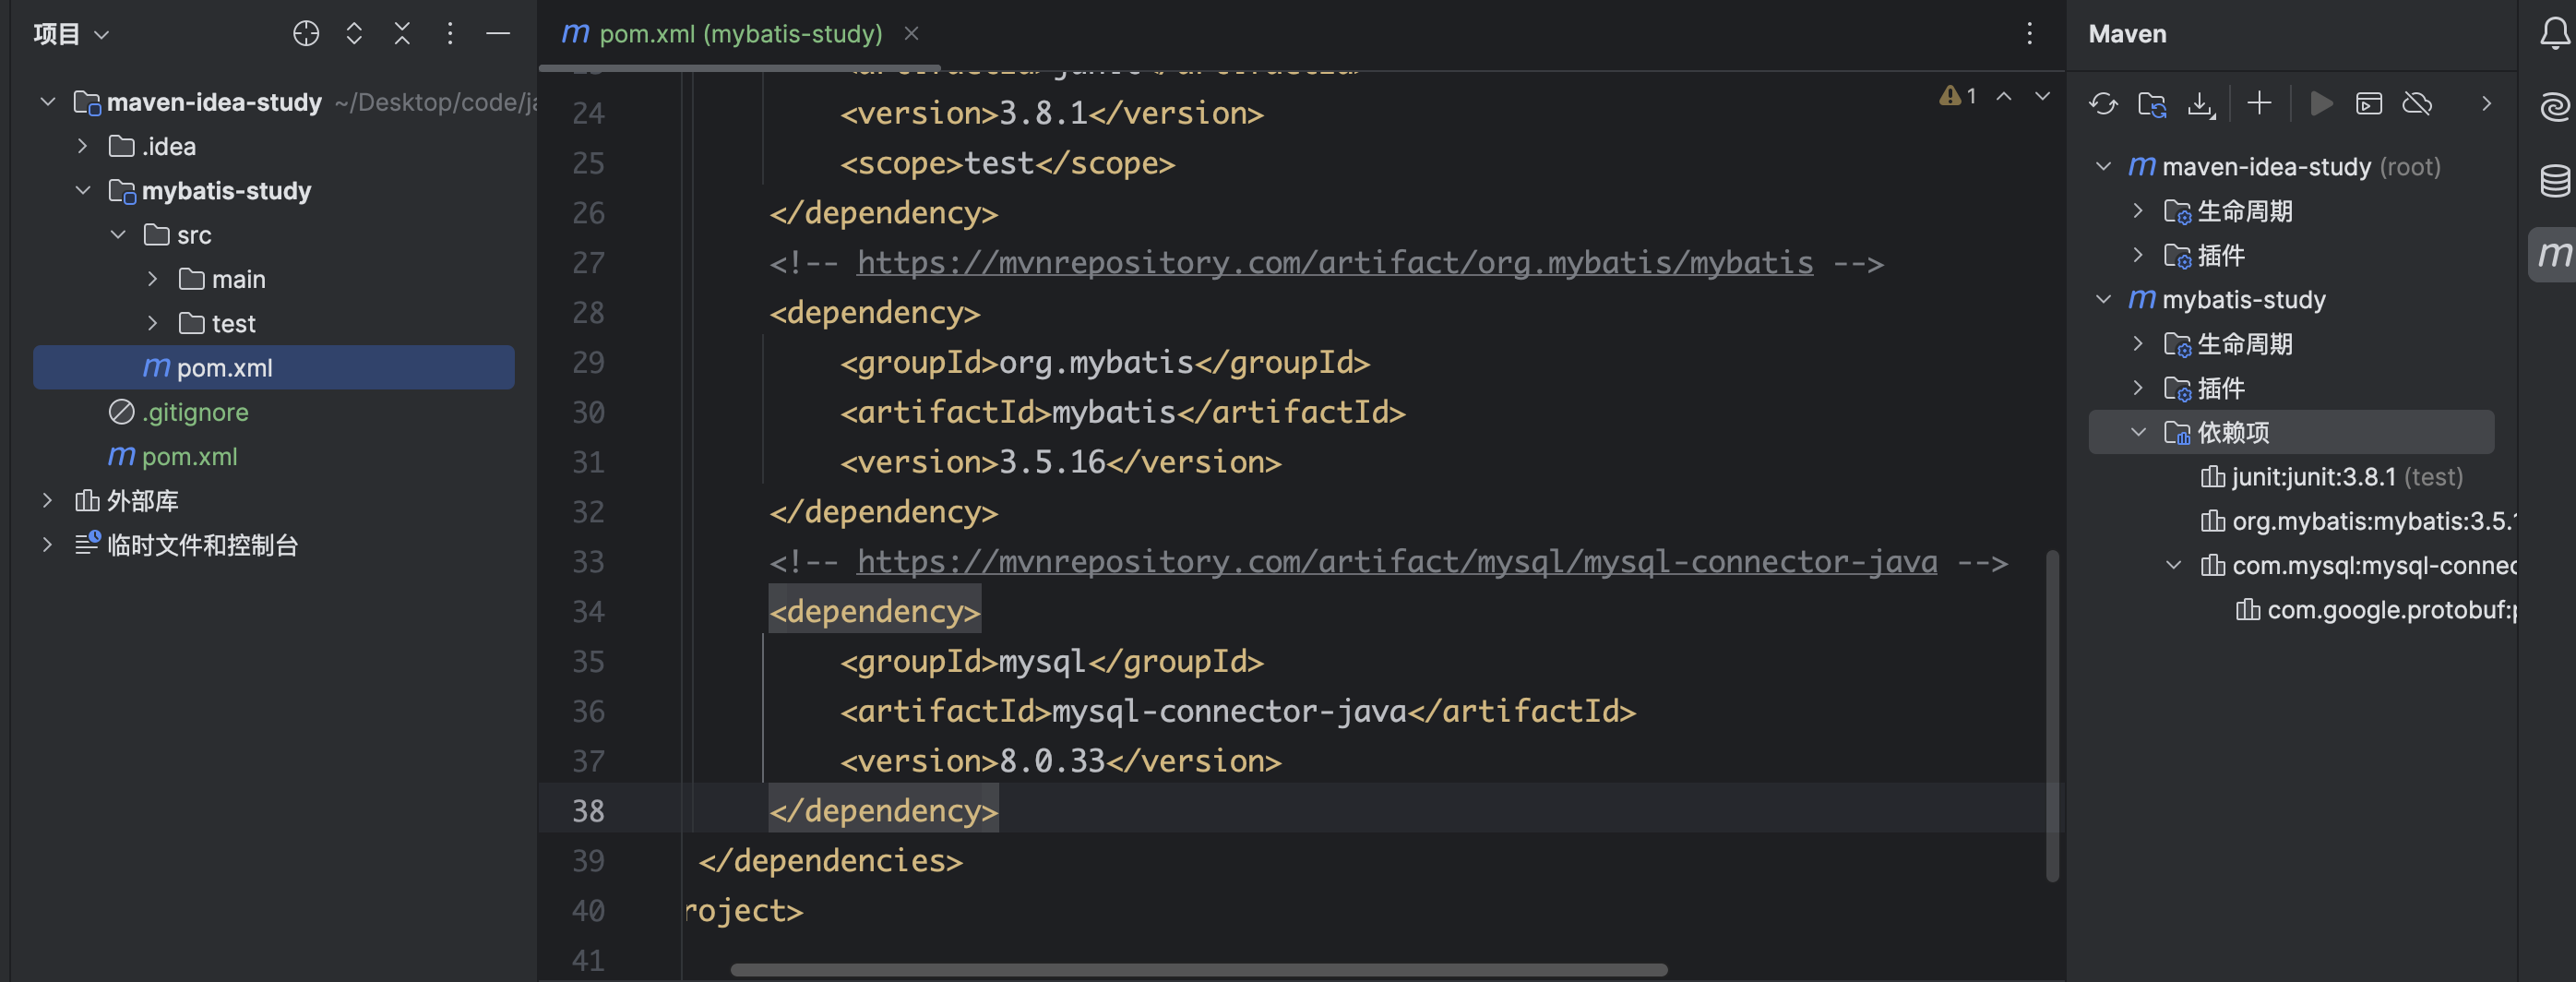 项目
maven-idea-study ~/Desktop/code/ja
.idea
mybatis-study
src
main
test
pom.xml
.gitignore
pom.xml
外部库
临时文件和控制台
pom.xml (mybatis-study)
1
24 <version>3.8.1</version>
25 <scope>test</scope>
26 </dependency>
27 <!-- https://mvnrepository.com/artifact/org.mybatis/mybatis -->
28 <dependency>
29 <groupId>org.mybatis</groupId>
30 <artifactId>mybatis</artifactId>
31 <version>3.5.16</version>
32 </dependency>
33 <!-- https://mvnrepository.com/artifact/mysql/mysql-connector-java -->
34 <dependency>
35 <groupId>mysql</groupId>
36 <artifactId>mysql-connector-java</artifactId>
37 <version>8.0.33</version>
38 </dependency>
39 </dependencies>
40 roject>
41
Maven
maven-idea-study (root)
生命周期
插件
mybatis-study
生命周期
插件
依赖项
junit:junit:3.8.1 (test)
org.mybatis:mybatis:3.5.1
com.mysql:mysql-connec
com.google.protobuf:p